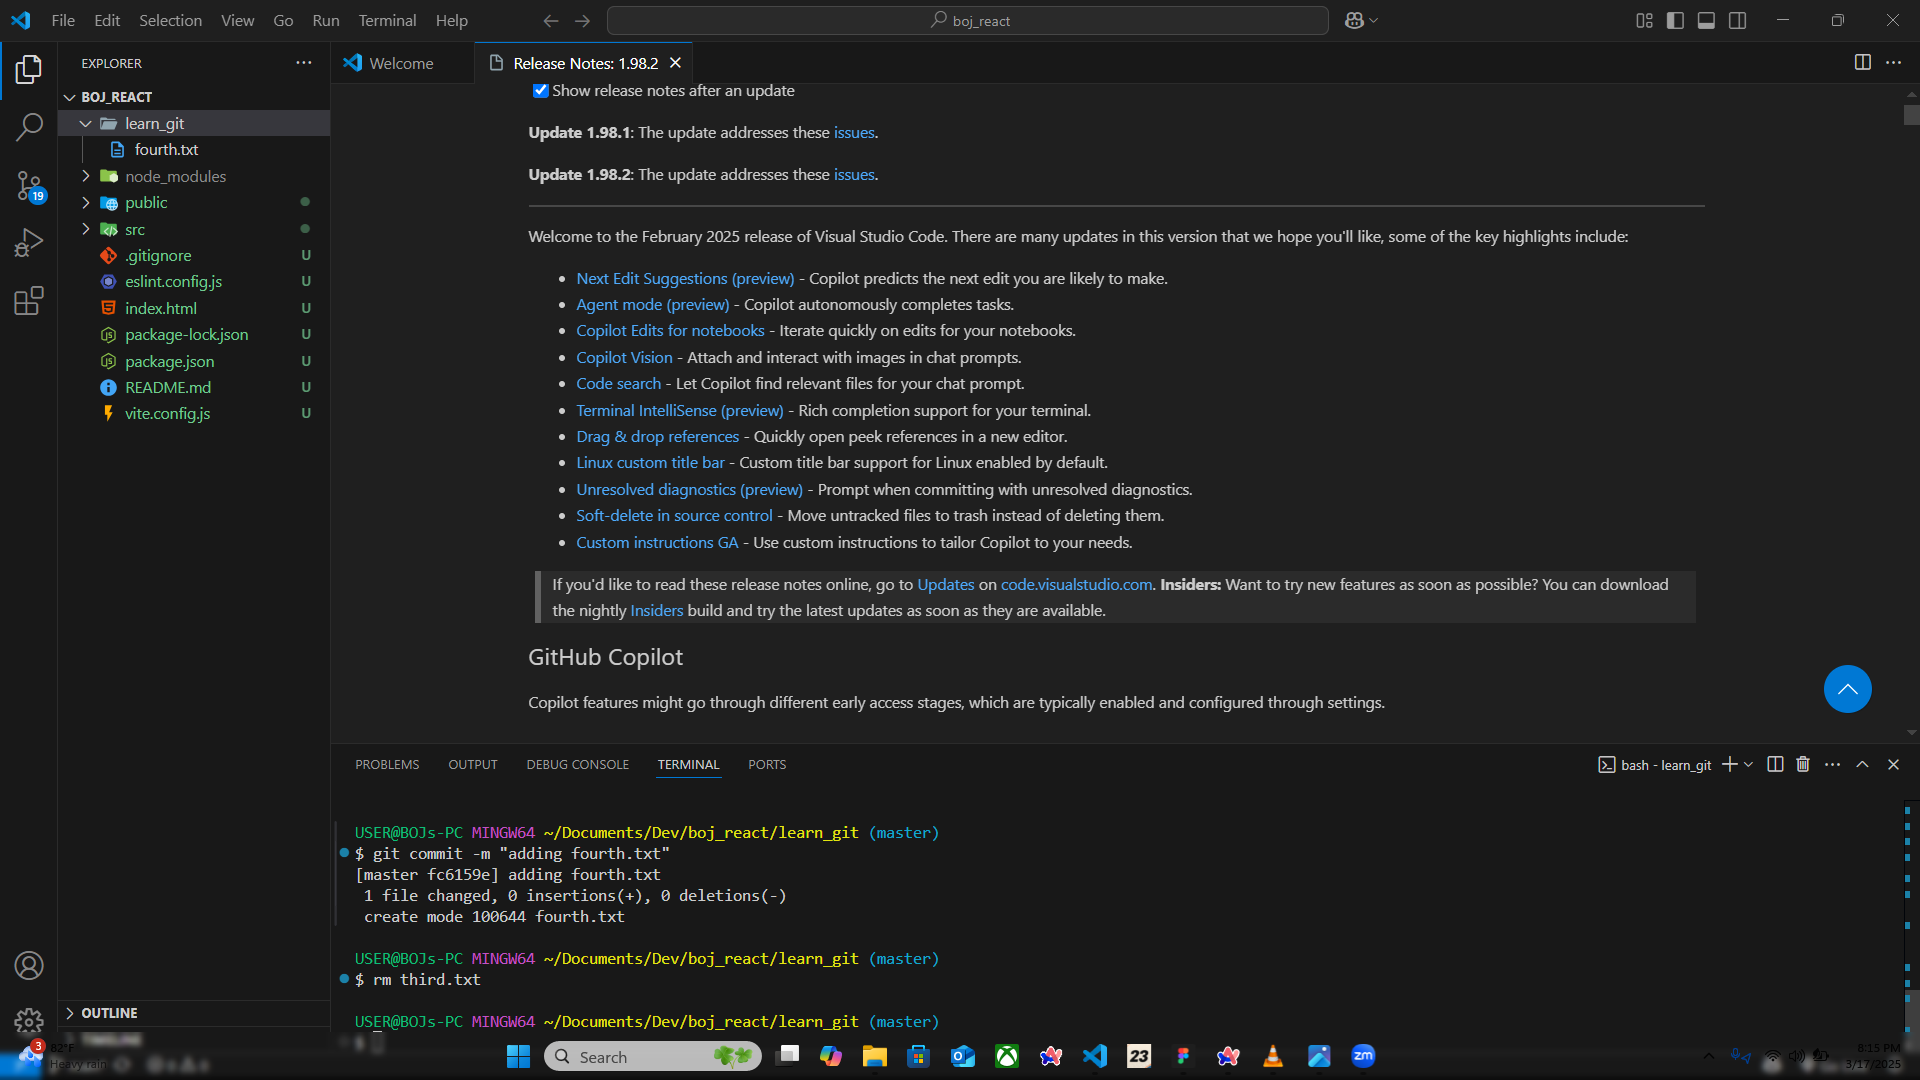 File Edit Selection View Go Run Terminal Help
boj_react
EXPLORER
BOJ_REACT
learn_git
fourth.txt
node_modules
public
src
.gitignore U
eslint.config.js U
index.html U
package-lock.json U
package.json U
README.md U
vite.config.js U
OUTLINE
TIMELINE
19
Welcome
Release Notes: 1.98.2
Show release notes after an update
Update 1.98.1: The update addresses these issues.
Update 1.98.2: The update addresses these issues.
Welcome to the February 2025 release of Visual Studio Code. There are many updates in this version that we hope you'll like, some of the key highlights include:
• Next Edit Suggestions (preview) - Copilot predicts the next edit you are likely to make.
• Agent mode (preview) - Copilot autonomously completes tasks.
• Copilot Edits for notebooks - Iterate quickly on edits for your notebooks.
• Copilot Vision - Attach and interact with images in chat prompts.
• Code search - Let Copilot find relevant files for your chat prompt.
• Terminal IntelliSense (preview) - Rich completion support for your terminal.
• Drag & drop references - Quickly open peek references in a new editor.
• Linux custom title bar - Custom title bar support for Linux enabled by default.
• Unresolved diagnostics (preview) - Prompt when committing with unresolved diagnostics.
• Soft-delete in source control - Move untracked files to trash instead of deleting them.
• Custom instructions GA - Use custom instructions to tailor Copilot to your needs.
If you'd like to read these release notes online, go to Updates on code.visualstudio.com. Insiders: Want to try new features as soon as possible? You can download
the nightly Insiders build and try the latest updates as soon as they are available.
GitHub Copilot
Copilot features might go through different early access stages, which are typically enabled and configured through settings.
PROBLEMS OUTPUT DEBUG CONSOLE TERMINAL PORTS
bash - learn_git
USER@BOJs-PC MINGW64 ~/Documents/Dev/boj_react/learn_git (master)
$ git commit -m "adding fourth.txt"
[master fc6159e] adding fourth.txt
1 file changed, 0 insertions(+), 0 deletions(-)
create mode 100644 fourth.txt
USER@BOJs-PC MINGW64 ~/Documents/Dev/boj_react/learn_git (master)
$ rm third.txt
USER@BOJs-PC MINGW64 ~/Documents/Dev/boj_react/learn_git (master)
$
3
82°F
Heavy rain
Search
23
zm
8:15 PM
3/17/2025